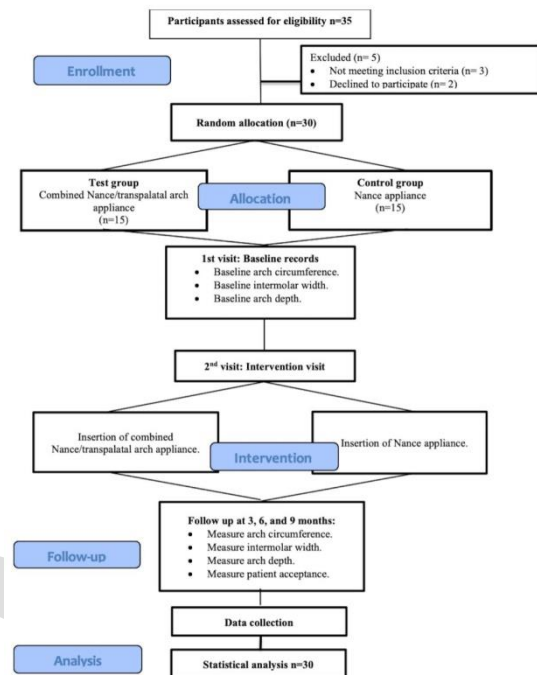 Participants assessed for eligibility n=35
Enrollment
Excluded (n= 5)
• Not meeting inclusion criteria (n= 3)
• Declined to participate (n= 2)
Random allocation (n=30)
Test group
Combined Nance/transpalatal arch
appliance
(n=15)
Allocation
Control group
Nance appliance
(n=15)
1st visit: Baseline records
• Baseline arch circumference.
• Baseline intermolar width.
• Baseline arch depth.
2nd visit: Intervention visit
Insertion of combined
Nance/transpalatal arch appliance.
Intervention
Insertion of Nance appliance.
Follow up at 3, 6, and 9 months:
• Measure arch circumference.
• Measure intermolar width.
• Measure arch depth.
• Measure patient acceptance.
Follow-up
Data collection
Analysis
Statistical analysis n=30